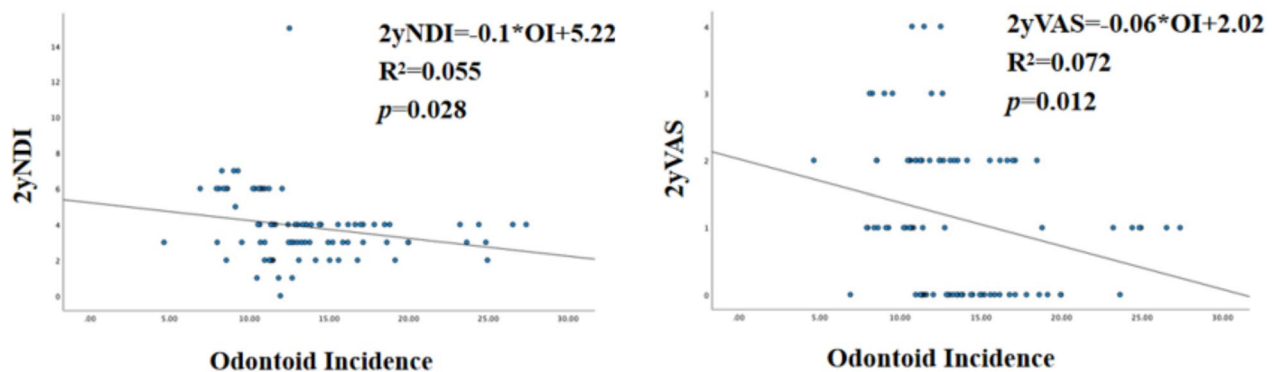 2yNDI=-0.1*OI+5.22
R²=0.055
p=0.028
2yNDI
14
12
10
8
6
4
2
0
.00 5.00 10.00 15.00 20.00 25.00 30.00
Odontoid Incidence
2yVAS=-0.06*OI+2.02
R²=0.072
p=0.012
2yVAS
4
3
2
1
0
.00 5.00 10.00 15.00 20.00 25.00 30.00
Odontoid Incidence